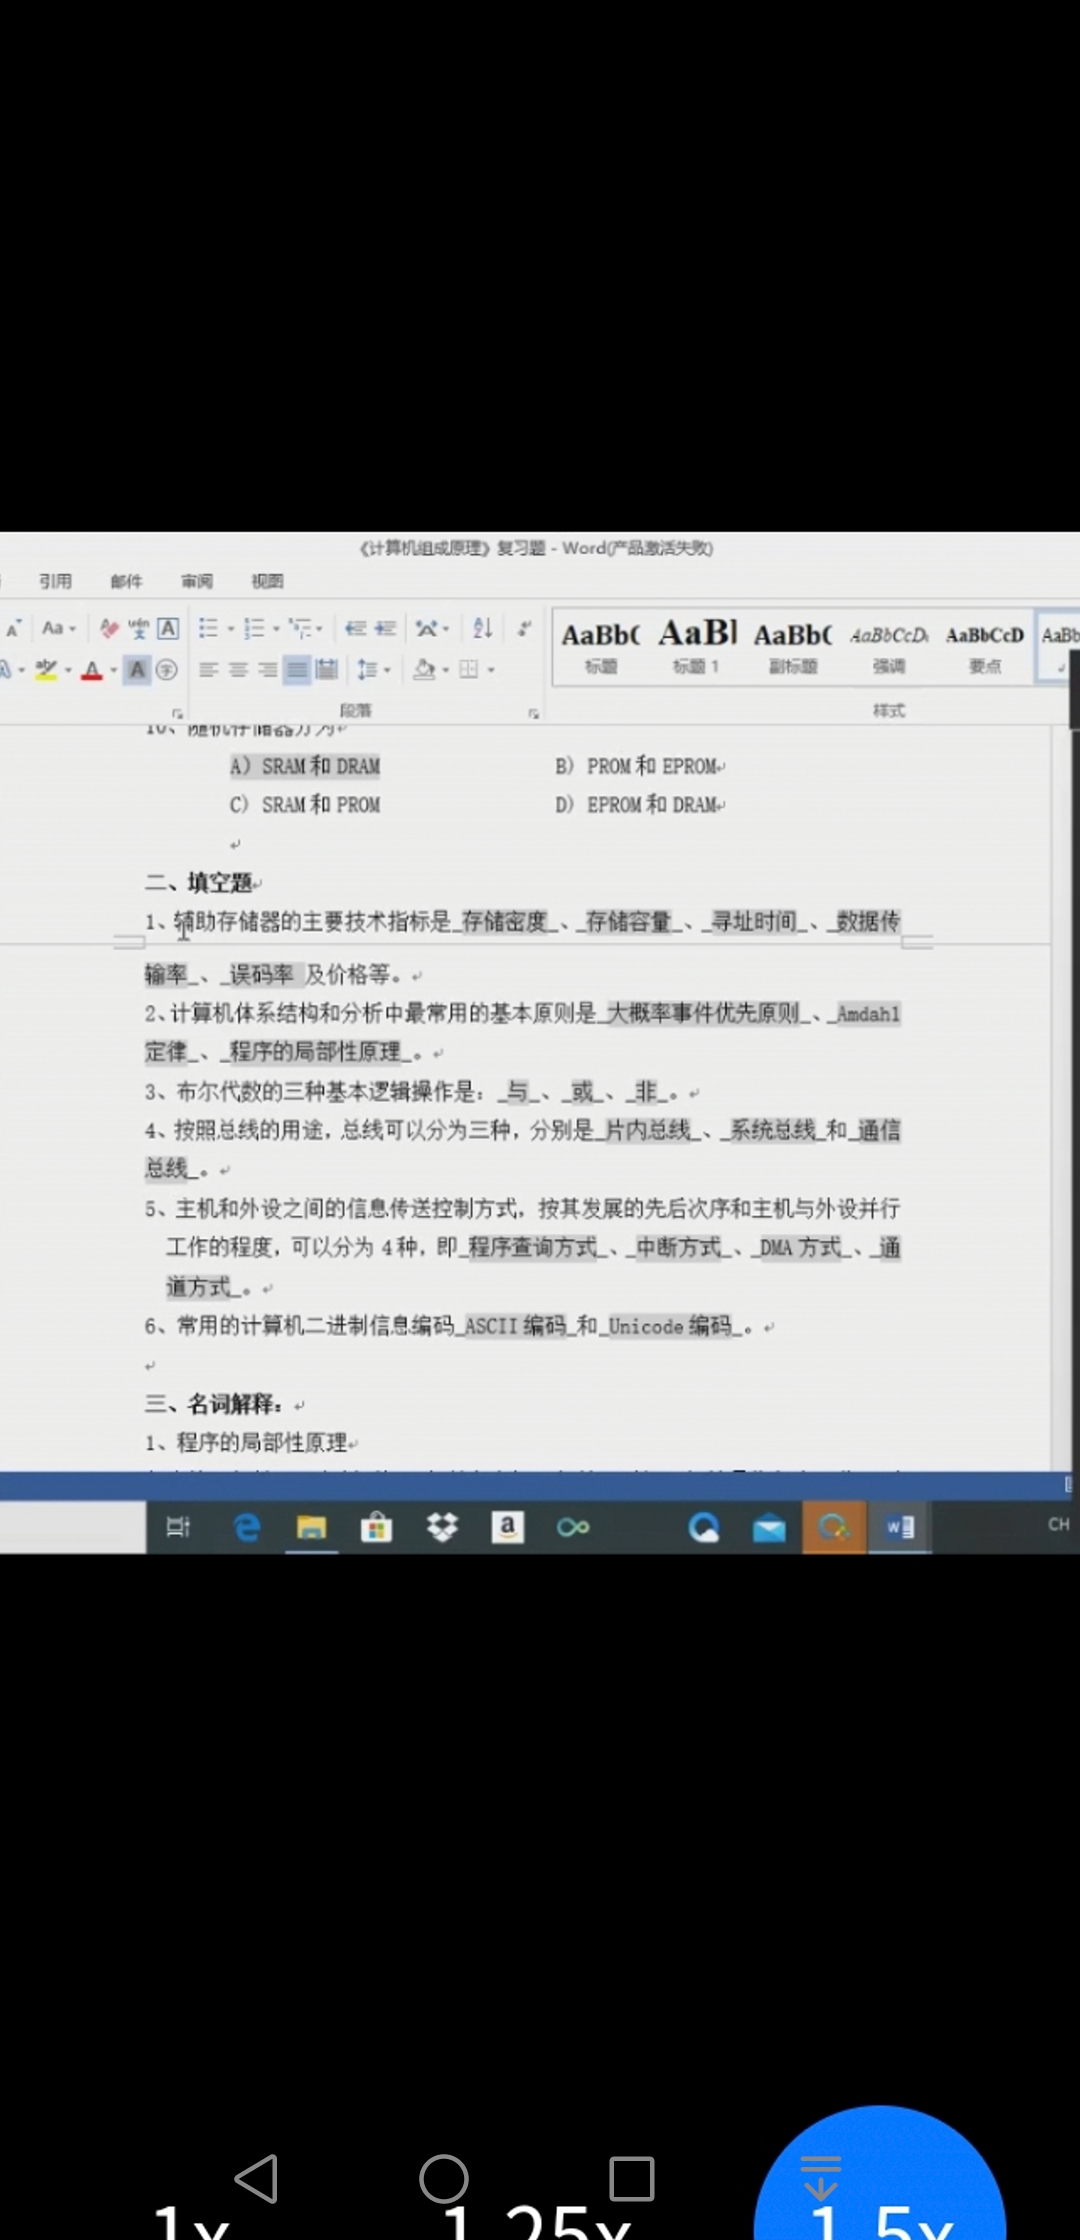 《计算机组成原理》复习题 - Word(产品激活失败)
引用 邮件 审阅 视图
Aa
AaBbC AaBl AaBbC AaBbCcD AaBbCcD AaBb
标题 标题 1 副标题 强调 要点
段落 样式
10、随机存储器分为
A) SRAM 和 DRAM B) PROM 和 EPROM
C) SRAM 和 PROM D) EPROM 和 DRAM
二、填空题
1、辅助存储器的主要技术指标是_存储密度_、_存储容量_、_寻址时间_、_数据传
输率_、_误码率 及价格等。
2、计算机体系结构和分析中最常用的基本原则是_大概率事件优先原则_、_Amdahl
定律_、_程序的局部性原理_。
3、布尔代数的三种基本逻辑操作是：_与_、_或_、_非_。
4、按照总线的用途，总线可以分为三种，分别是_片内总线_、_系统总线_和_通信
总线_。
5、主机和外设之间的信息传送控制方式，按其发展的先后次序和主机与外设并行
工作的程度，可以分为 4 种，即_程序查询方式_、_中断方式_、_DMA 方式_、_通
道方式_。
6、常用的计算机二进制信息编码_ASCII 编码_和_Unicode 编码_。
三、名词解释：
1、程序的局部性原理
CH
1x 1.25x 1.5x